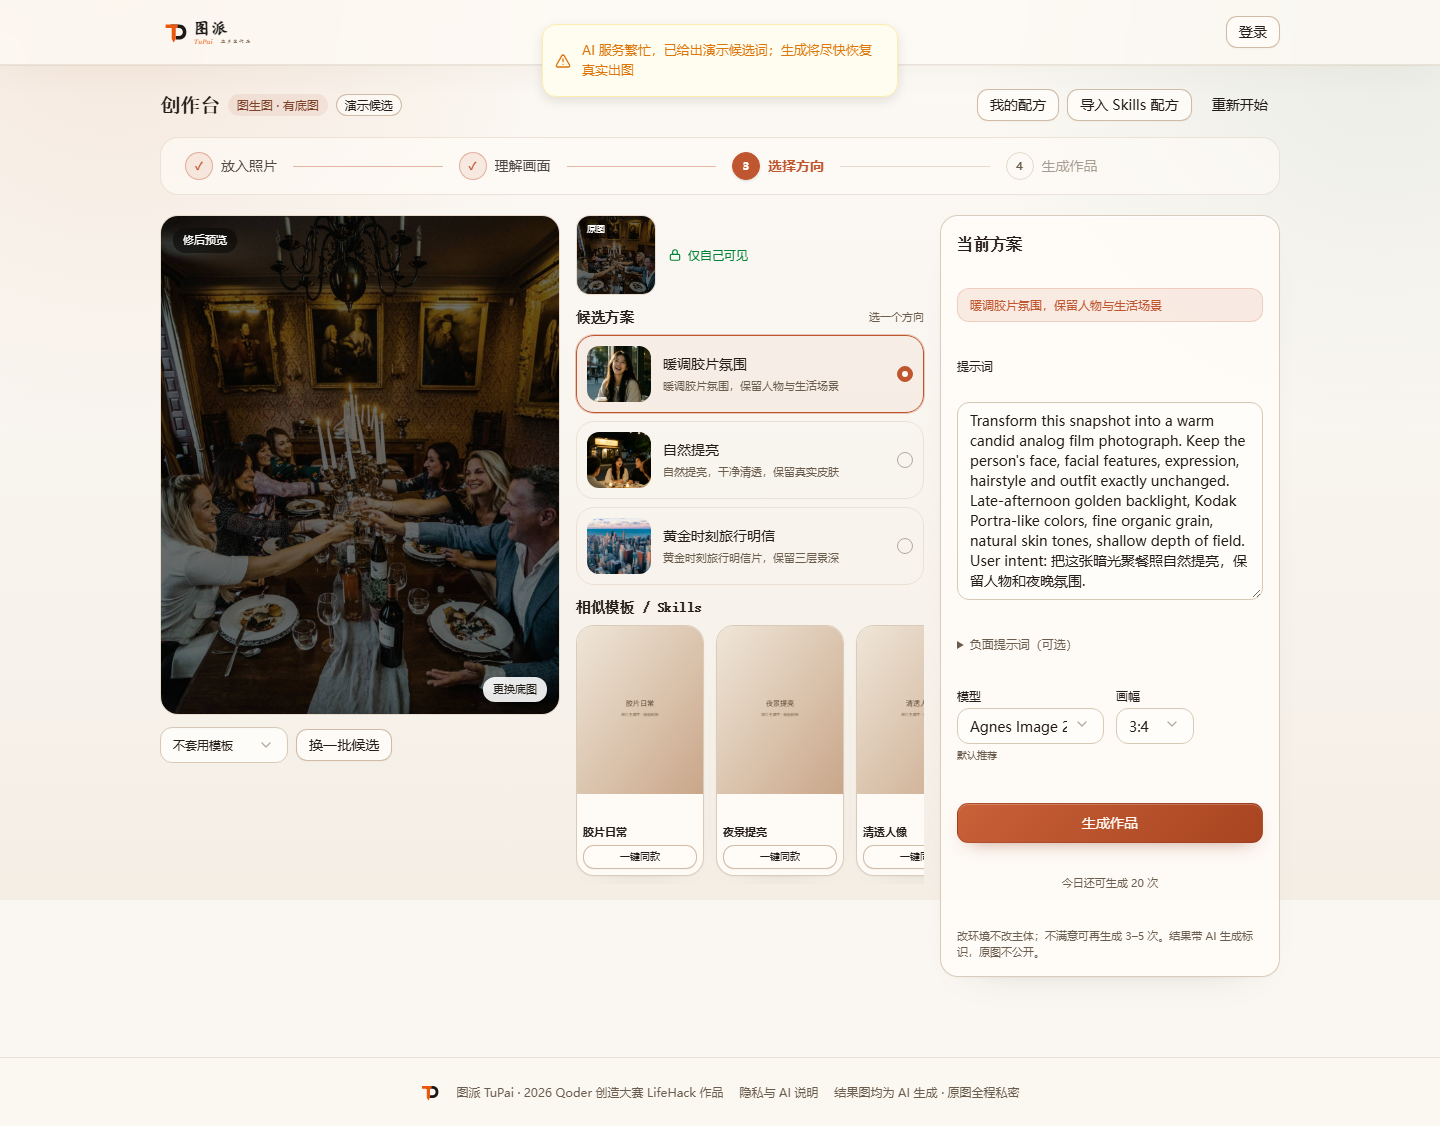 图派
TuPai
登录
AI 服务繁忙，已给出演示候选词；生成将尽快恢复
真实出图
创作台
图生图 · 有底图
演示候选
我的配方
导入 Skills 配方
重新开始
放入照片
理解画面
3
选择方向
4
生成作品
修后预览
更换底图
不套用模板
换一批候选
原图
仅自己可见
候选方案
选一个方向
暖调胶片氛围
暖调胶片氛围，保留人物与生活场景
自然提亮
自然提亮，干净清透，保留真实皮肤
黄金时刻旅行明信
黄金时刻旅行明信片，保留三层景深
相似模板 / Skills
胶片日常
夜景提亮
清透人
胶片日常
夜景提亮
清透人像
一键同款
一键同款
一键同
当前方案
暖调胶片氛围，保留人物与生活场景
提示词
Transform this snapshot into a warm
candid analog film photograph. Keep the
person's face, facial features, expression,
hairstyle and outfit exactly unchanged.
Late-afternoon golden backlight, Kodak
Portra-like colors, fine organic grain,
natural skin tones, shallow depth of field.
User intent: 把这张暗光聚餐照自然提亮，保
留人物和夜晚氛围.
负面提示词（可选）
模型
画幅
Agnes Image 2
3:4
默认推荐
生成作品
今日还可生成 20 次
改环境不改主体；不满意可再生成 3–5 次。结果带 AI 生成标
识，原图不公开。
图派 TuPai · 2026 Qoder 创造大赛 LifeHack 作品
隐私与 AI 说明
结果图均为 AI 生成 · 原图全程私密